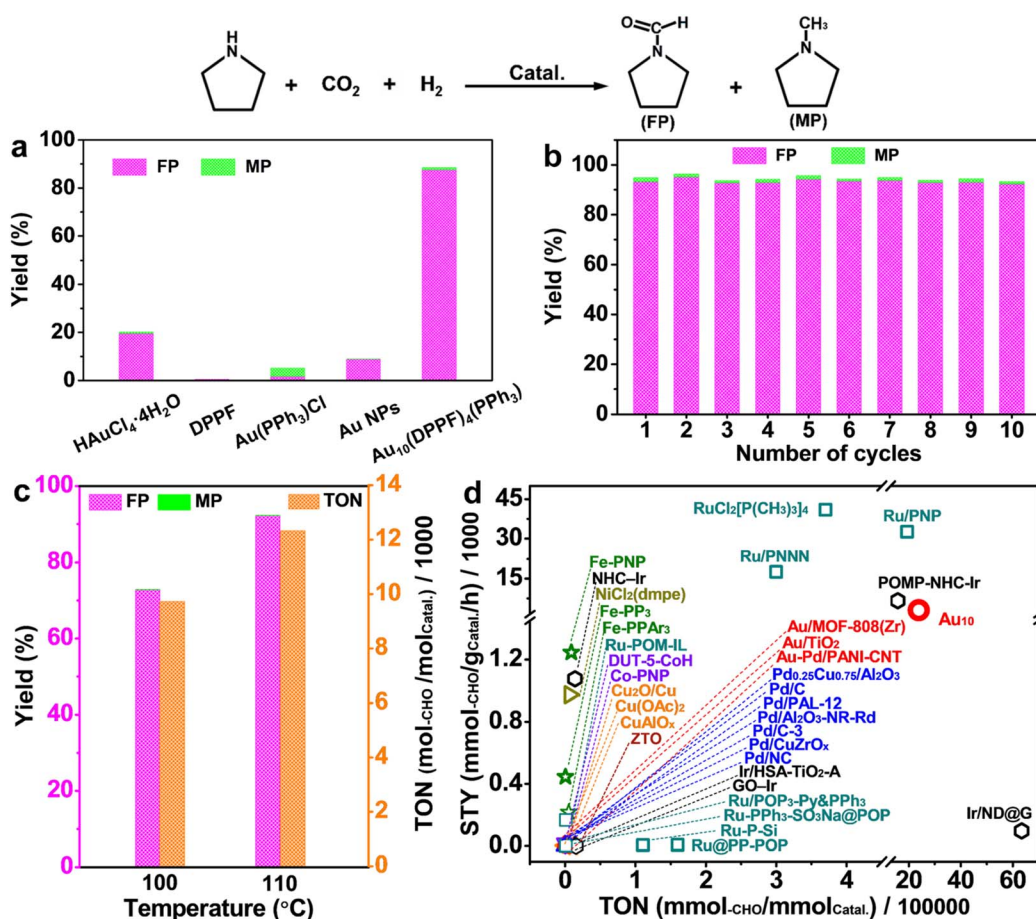 H
N
+ CO₂ + H₂
Catal.
O H
C
N
(FP)
+
CH₃
N
(MP)
a
FP MP
Yield (%)
100
80
60
40
20
0
HAuCl₄·4H₂O
DPPF
Au(PPh₃)Cl
Au NPs
Au₁₀(DPPF)₄(PPh₃)
b
FP MP
Yield (%)
100
80
60
40
20
0
1 2 3 4 5 6 7 8 9 10
Number of cycles
c
FP MP TON
Yield (%)
100
80
60
40
20
0
100 110
Temperature (°C)
14
12
10
8
6
4
2
0
TON (mol-CHO /molCatal.) / 1000
d
STY (mmol-CHO/gCatal./h) / 1000
45
30
15
1.2
0.8
0.4
0.0
RuCl₂[P(CH₃)₃]₄
Ru/PNP
Ru/PNNN
Fe-PNP
NHC–Ir
NiCl₂(dmpe)
Fe-PP₃
Fe-PPAr₃
Ru-POM-IL
DUT-5-CoH
Co-PNP
Cu₂O/Cu
Cu(OAc)₂
CuAlOₓ
ZTO
POMP-NHC-Ir
Au₁₀
Au/MOF-808(Zr)
Au/TiO₂
Au-Pd/PANI-CNT
Pd₀.₂₅Cu₀.₇₅/Al₂O₃
Pd/C
Pd/PAL-12
Pd/Al₂O₃-NR-Rd
Pd/C-3
Pd/CuZrOₓ
Pd/NC
Ir/HSA-TiO₂-A
GO–Ir
Ru/POP₃-Py&PPh₃
Ru-PPh₃-SO₃Na@POP
Ru-P-Si
Ru@PP-POP
Ir/ND@G
0 1 2 3 4 20 40 60
TON (mmol-CHO/mmolCatal.) / 100000